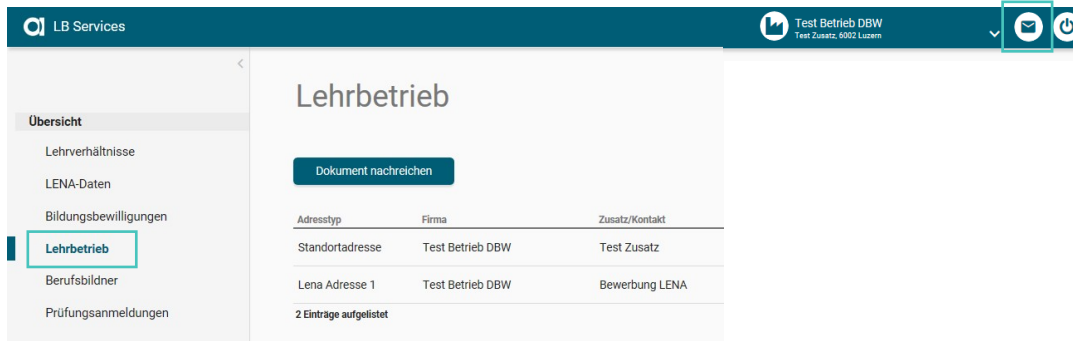 LB Services
Test Betrieb DBW
Test Zusatz, 6002 Luzern
Übersicht
Lehrverhältnisse
LENA-Daten
Bildungsbewilligungen
Lehrbetrieb
Berufsbildner
Prüfungsanmeldungen
Lehrbetrieb
Dokument nachreichen
Adresstyp Firma Zusatz/Kontakt
Standortadresse Test Betrieb DBW Test Zusatz
Lena Adresse 1 Test Betrieb DBW Bewerbung LENA
2 Einträge aufgelistet